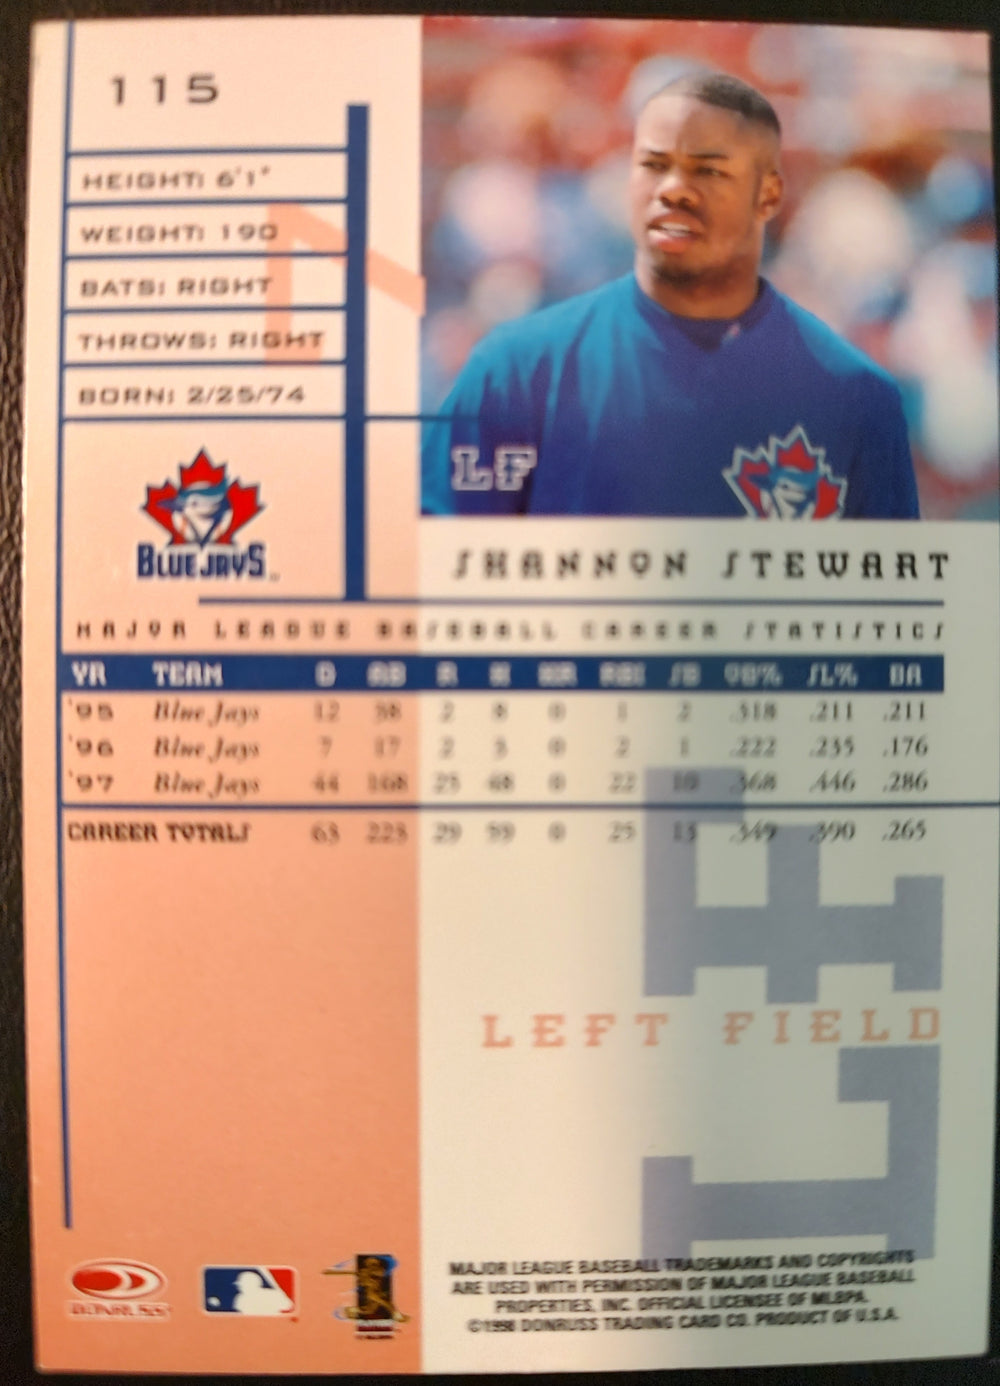 115
HEIGHT: 6'1"
WEIGHT: 190
BATS: RIGHT
THROWS: RIGHT
BORN: 2/25/74
LF
BLUE JAYS
SHANNON STEWART
MAJOR LEAGUE BASEBALL CAREER STATISTICS
YR TEAM G AB R H HR RBI SB OB% SL% BA
'95 Blue Jays 12 38 2 8 0 1 2 .318 .211 .211
'96 Blue Jays 7 17 2 3 0 2 1 .222 .235 .176
'97 Blue Jays 44 168 25 48 0 22 10 .368 .446 .286
CAREER TOTALS 63 223 29 59 0 25 13 .349 .390 .265
LF
LEFT FIELD
DONRUSS
MAJOR LEAGUE BASEBALL TRADEMARKS AND COPYRIGHTS
ARE USED WITH PERMISSION OF MAJOR LEAGUE BASEBALL
PROPERTIES, INC. OFFICIAL LICENSEE OF MLBPA.
©1998 DONRUSS TRADING CARD CO. PRODUCT OF U.S.A.